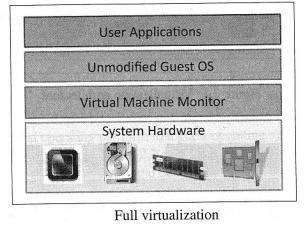 User Applications
Unmodified Guest OS
Virtual Machine Monitor
System Hardware
Full virtualization